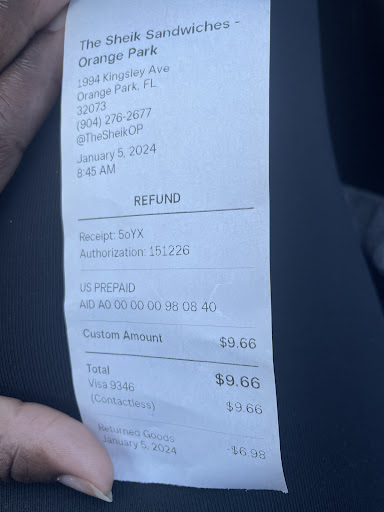 The Sheik Sandwiches -
Orange Park
1994 Kingsley Ave
Orange Park, FL
32073
(904) 276-2677
@TheSheikOP
January 5, 2024
8:45 AM
REFUND
Receipt: 5oYX
Authorization: 151226
US PREPAID
AID A0 00 00 00 98 08 40
Custom Amount $9.66
Total $9.66
Visa 9346 $9.66
(Contactless)
Returned Goods -$6.98
January 5, 2024